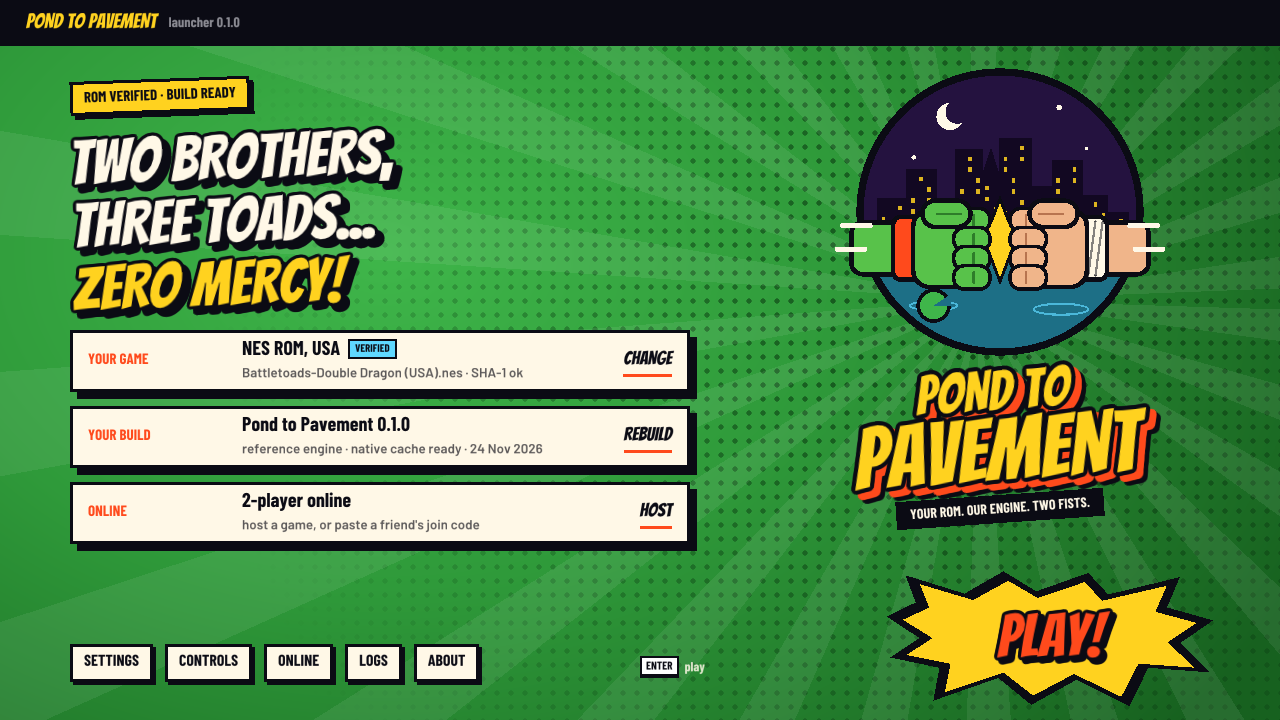 POND TO PAVEMENT launcher 0.1.0
ROM VERIFIED · BUILD READY
TWO BROTHERS,
THREE TOADS...
ZERO MERCY!
YOUR GAME
NES ROM, USA VERIFIED
Battletoads-Double Dragon (USA).nes · SHA-1 ok
CHANGE
YOUR BUILD
Pond to Pavement 0.1.0
reference engine · native cache ready · 24 Nov 2026
REBUILD
ONLINE
2-player online
host a game, or paste a friend's join code
HOST
POND TO
PAVEMENT
YOUR ROM. OUR ENGINE. TWO FISTS.
PLAY!
SETTINGS CONTROLS ONLINE LOGS ABOUT
ENTER play